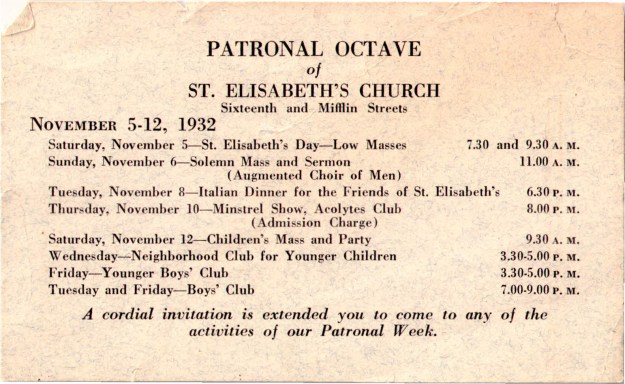 PATRONAL OCTAVE
of
ST. ELISABETH'S CHURCH
Sixteenth and Mifflin Streets
NOVEMBER 5-12, 1932
Saturday, November 5—St. Elisabeth's Day—Low Masses 7.30 and 9.30 A. M.
Sunday, November 6—Solemn Mass and Sermon 11.00 A. M.
(Augmented Choir of Men)
Tuesday, November 8—Italian Dinner for the Friends of St. Elisabeth's 6.30 P. M.
Thursday, November 10—Minstrel Show, Acolytes Club 8.00 P. M.
(Admission Charge)
Saturday, November 12—Children's Mass and Party 9.30 A. M.
Wednesday—Neighborhood Club for Younger Children 3.30-5.00 P. M.
Friday—Younger Boys' Club 3.30-5.00 P. M.
Tuesday and Friday—Boys' Club 7.00-9.00 P. M.
A cordial invitation is extended you to come to any of the
activities of our Patronal Week.